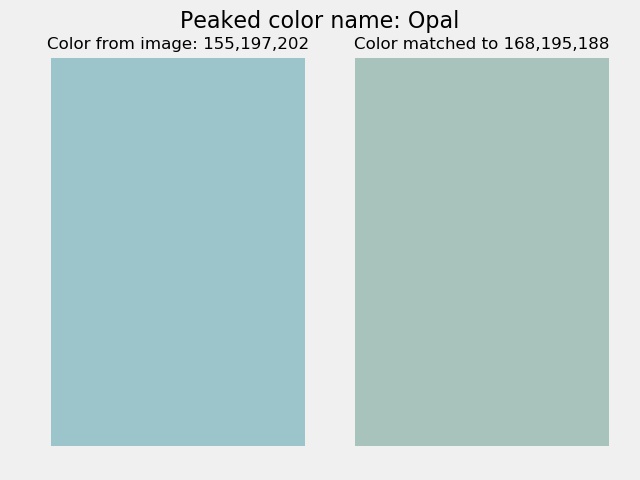 Peaked color name: Opal
Color from image: 155,197,202
Color matched to 168,195,188